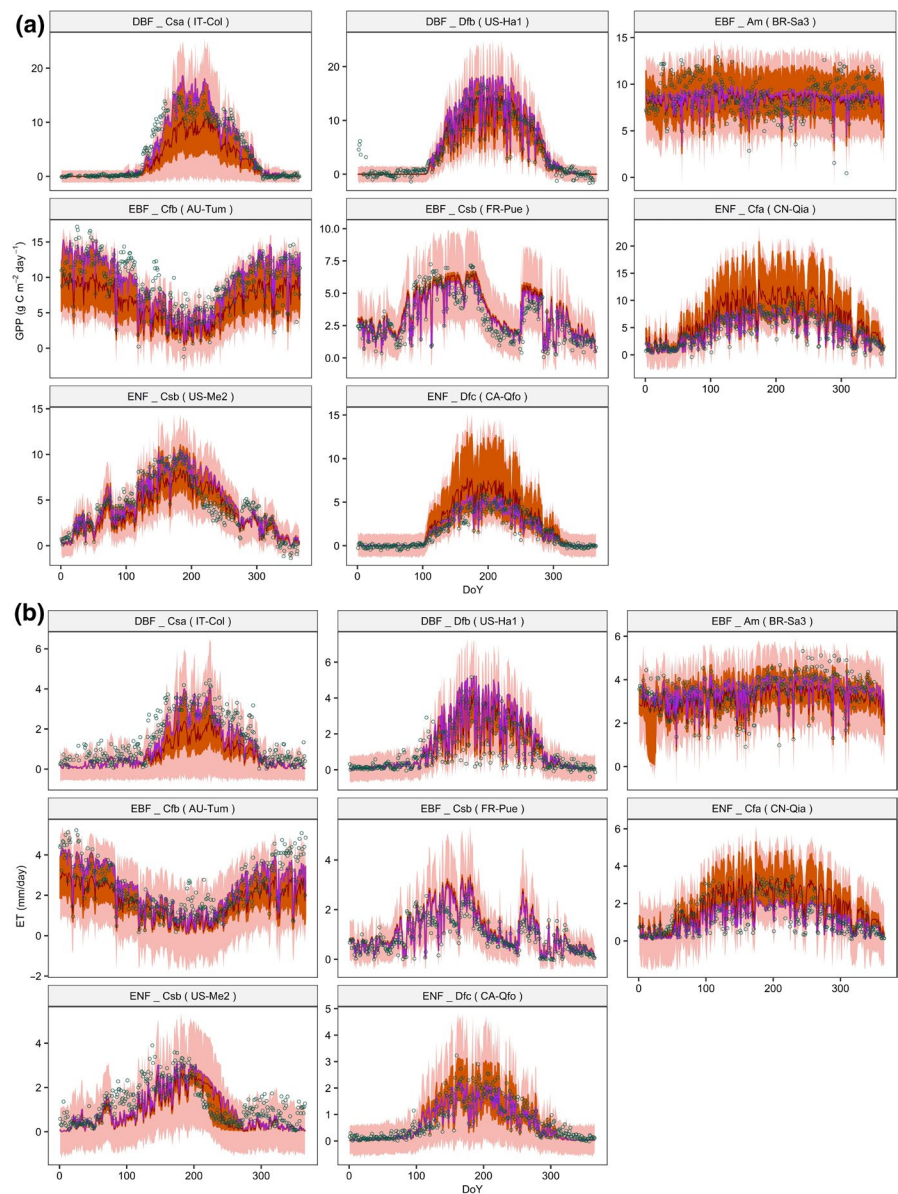 (a)
DBF _ Csa ( IT-Col )
DBF _ Dfb ( US-Ha1 )
EBF _ Am ( BR-Sa3 )
20
10
0
20
10
0
15
10
5
0
EBF _ Cfb ( AU-Tum )
EBF _ Csb ( FR-Pue )
ENF _ Cfa ( CN-Qia )
15
10
5
0
10.0
7.5
5.0
2.5
0.0
20
15
10
5
0
0 100 200 300
GPP (g C m−2 day−1)
ENF _ Csb ( US-Me2 )
ENF _ Dfc ( CA-Qfo )
15
10
5
0
15
10
5
0
0 100 200 300
0 100 200 300
DoY
(b)
DBF _ Csa ( IT-Col )
DBF _ Dfb ( US-Ha1 )
EBF _ Am ( BR-Sa3 )
6
4
2
0
6
4
2
0
6
4
2
0
EBF _ Cfb ( AU-Tum )
EBF _ Csb ( FR-Pue )
ENF _ Cfa ( CN-Qia )
4
2
0
−2
4
2
0
6
4
2
0
0 100 200 300
ET (mm/day)
ENF _ Csb ( US-Me2 )
ENF _ Dfc ( CA-Qfo )
4
2
0
5
4
3
2
1
0
0 100 200 300
0 100 200 300
DoY